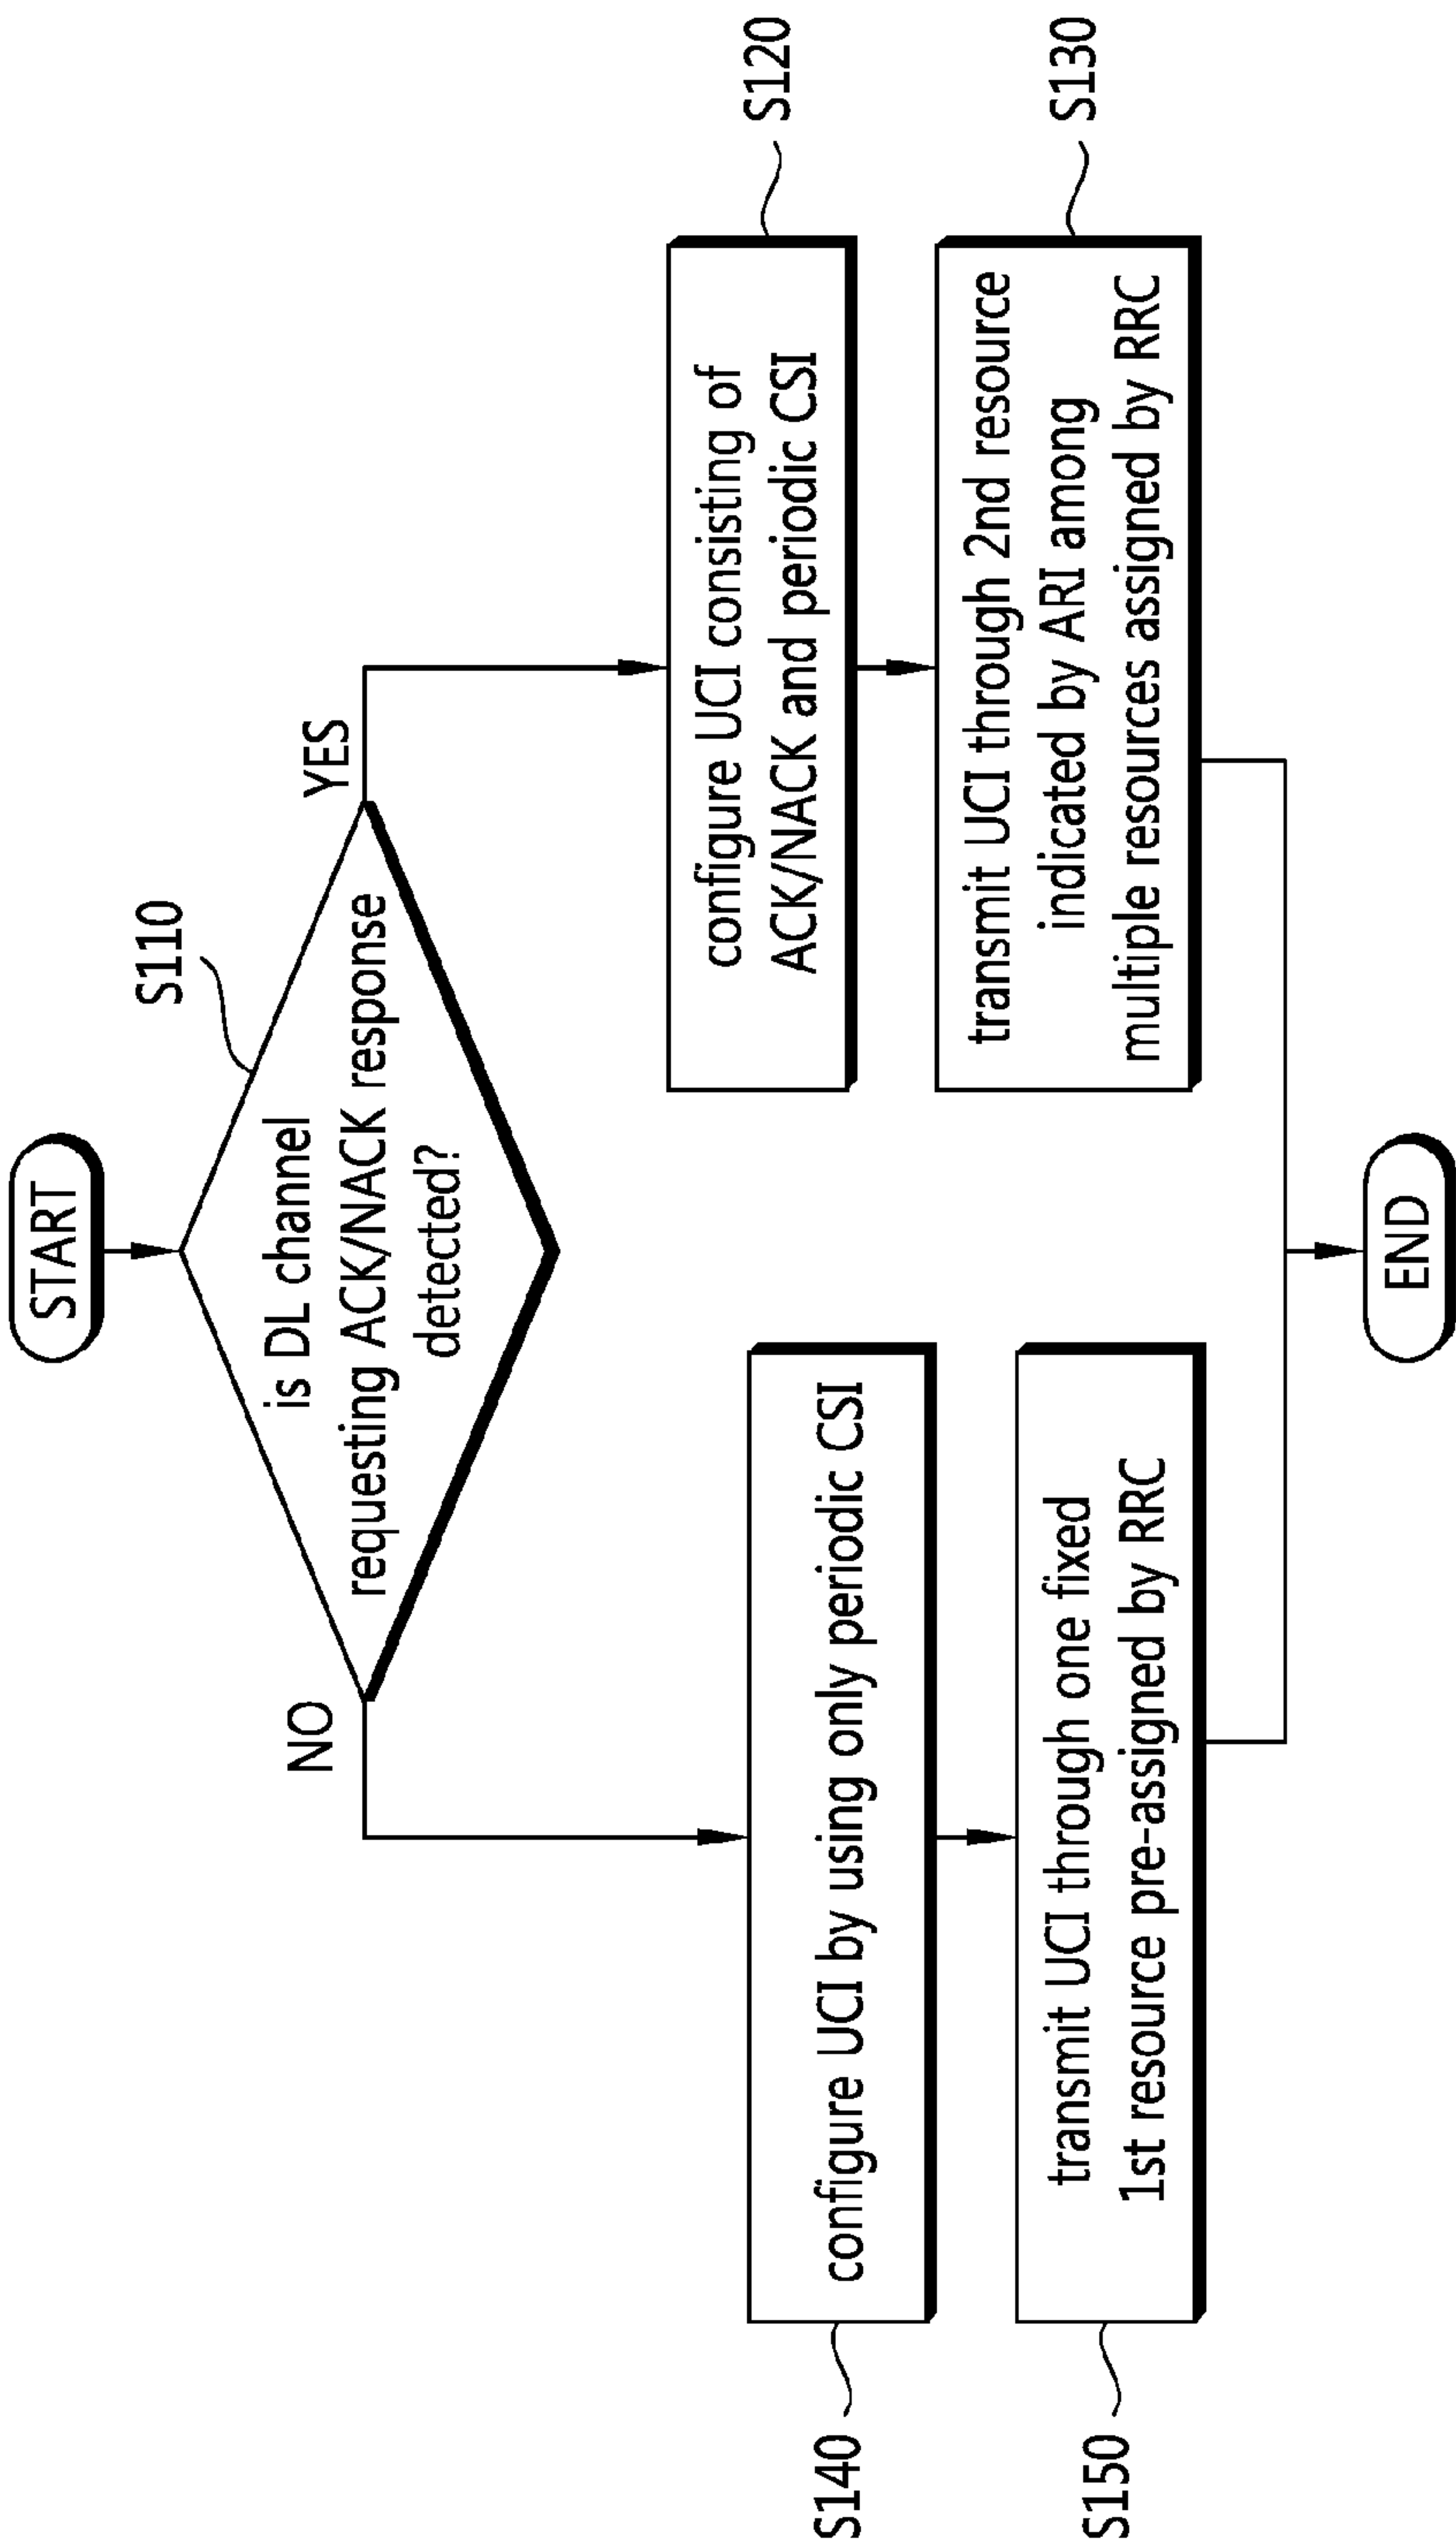 START
S110
is DL channel
requesting ACK/NACK response
detected?
NO
YES
configure UCI consisting of
ACK/NACK and periodic CSI
S120
transmit UCI through 2nd resource
indicated by ARI among
multiple resources assigned by RRC
S130
configure UCI by using only periodic CSI
S140
transmit UCI through one fixed
1st resource pre-assigned by RRC
S150
END